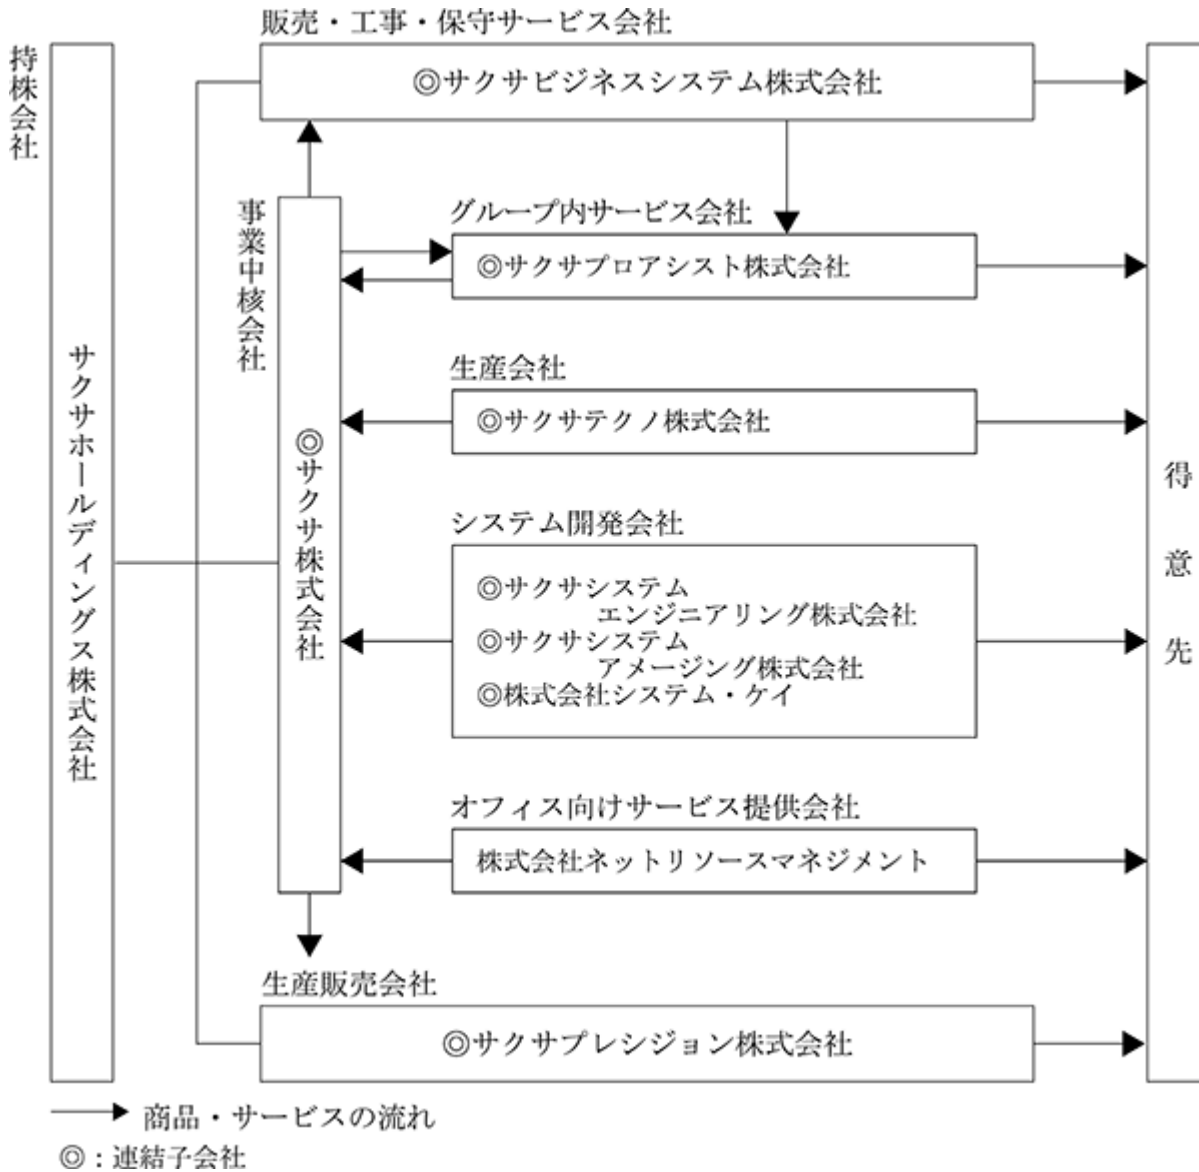 販売・工事・保守サービス会社
持株会社
◎サクサビジネスシステム株式会社
事業中核会社
グループ内サービス会社
◎サクサプロアシスト株式会社
生産会社
◎サクサテクノ株式会社
サクサホールディングス株式会社
◎サクサ株式会社
得意先
システム開発会社
◎サクサシステム
エンジニアリング株式会社
◎サクサシステム
アメージング株式会社
◎株式会社システム・ケイ
オフィス向けサービス提供会社
株式会社ネットリソースマネジメント
生産販売会社
◎サクサプレシジョン株式会社
商品・サービスの流れ
◎：連結子会社